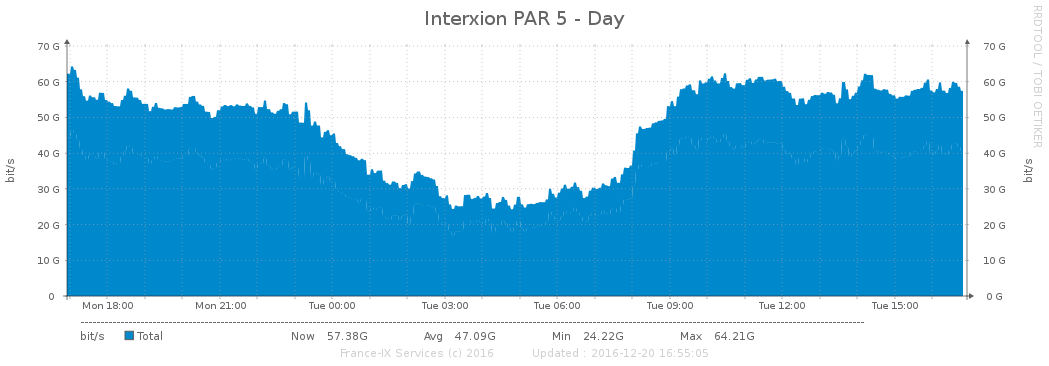 Interxion PAR 5 - Day
RRDTOOL / TOBI OETIKER
70 G 70 G
60 G 60 G
50 G 50 G
40 G 40 G
30 G 30 G
20 G 20 G
10 G 10 G
0 0 G
bit/s bit/s
Mon 18:00 Mon 21:00 Tue 00:00 Tue 03:00 Tue 06:00 Tue 09:00 Tue 12:00 Tue 15:00
bit/s Total Now 57.38G Avg 47.09G Min 24.22G Max 64.21G
France-IX Services (c) 2016 Updated : 2016-12-20 16:55:05